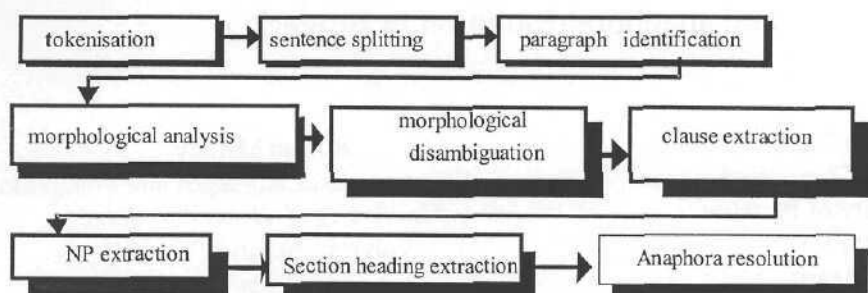 tokenisation
sentence splitting
paragraph identification
morphological analysis
morphological
disambiguation
clause extraction
NP extraction
Section heading extraction
Anaphora resolution